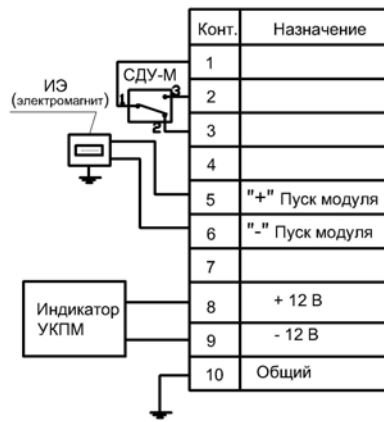 Конт. Назначение
1
СДУ-М
ИЭ
(электромагнит)
1 3
2
2
3
4
5 "+" Пуск модуля
6 "-" Пуск модуля
7
Индикатор
УКПМ
8 + 12 В
9 - 12 В
10 Общий